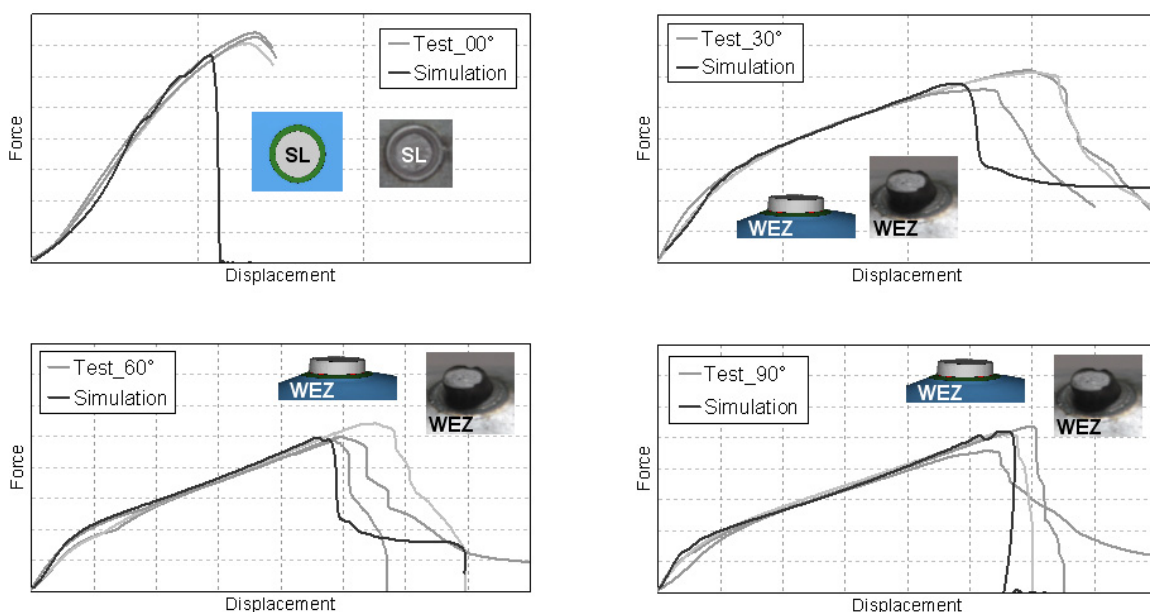 Test_00°
Simulation
SL
SL
Force
Displacement
Test_30°
Simulation
WEZ
WEZ
Force
Displacement
Test_60°
Simulation
WEZ
WEZ
Force
Displacement
Test_90°
Simulation
WEZ
WEZ
Force
Displacement